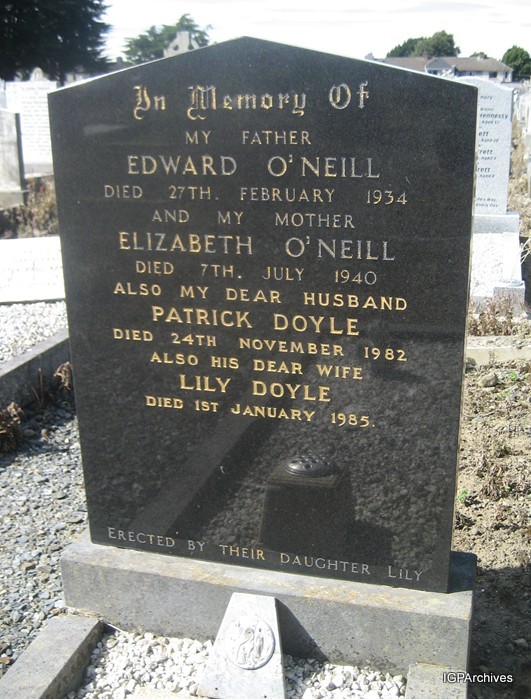 In Memory Of
MY FATHER
EDWARD O'NEILL
DIED 27TH. FEBRUARY 1934
AND MY MOTHER
ELIZABETH O'NEILL
DIED 7TH. JULY 1940
ALSO MY DEAR HUSBAND
PATRICK DOYLE
DIED 24TH NOVEMBER 1982
ALSO HIS DEAR WIFE
LILY DOYLE
DIED 1ST JANUARY 1985.
ERECTED BY THEIR DAUGHTER LILY
IGPArchives